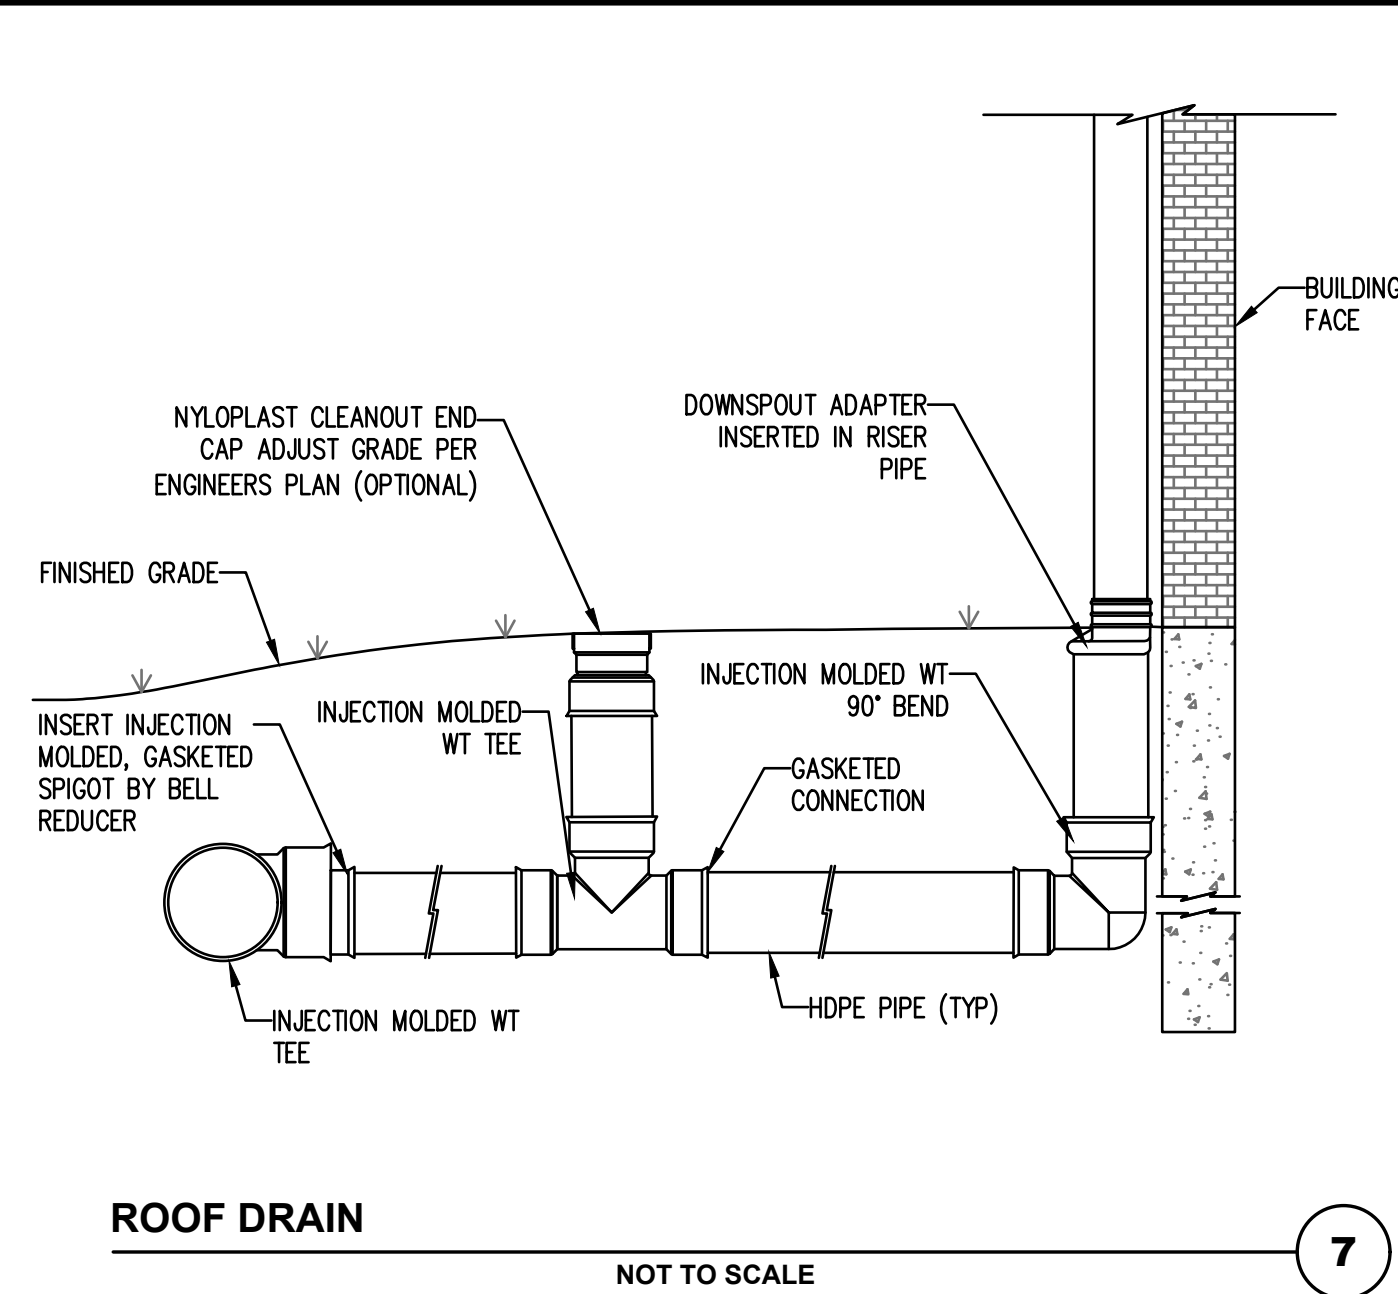 BUILDING
FACE
NYLOPLAST CLEANOUT END
CAP ADJUST GRADE PER
ENGINEERS PLAN (OPTIONAL)
DOWNSPOUT ADAPTER
INSERTED IN RISER
PIPE
FINISHED GRADE
INSERT INJECTION
MOLDED, GASKETED
SPIGOT BY BELL
REDUCER
INJECTION MOLDED
WT TEE
INJECTION MOLDED WT
90° BEND
GASKETED
CONNECTION
INJECTION MOLDED WT
TEE
HDPE PIPE (TYP)
ROOF DRAIN
7
NOT TO SCALE